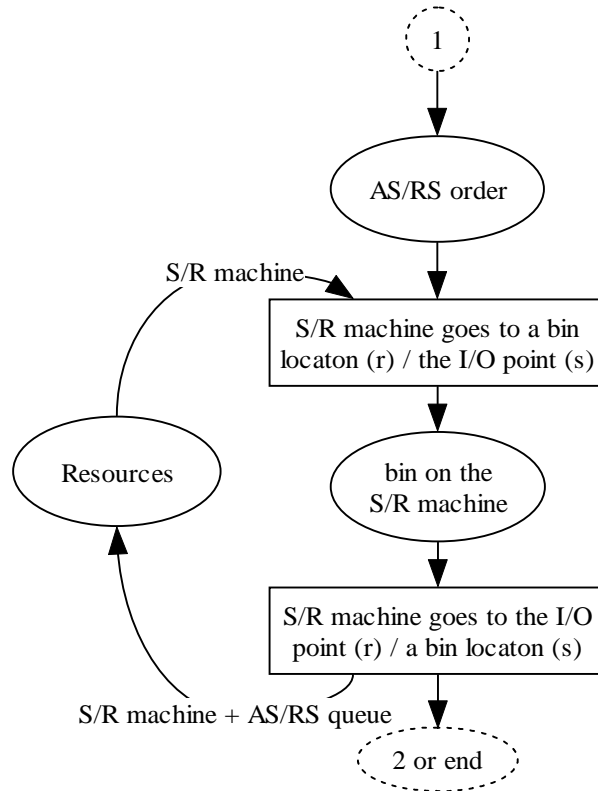 1
AS/RS order
S/R machine
S/R machine goes to a bin
locaton (r) / the I/O point (s)
Resources
bin on the
S/R machine
S/R machine goes to the I/O
point (r) / a bin locaton (s)
S/R machine + AS/RS queue
2 or end